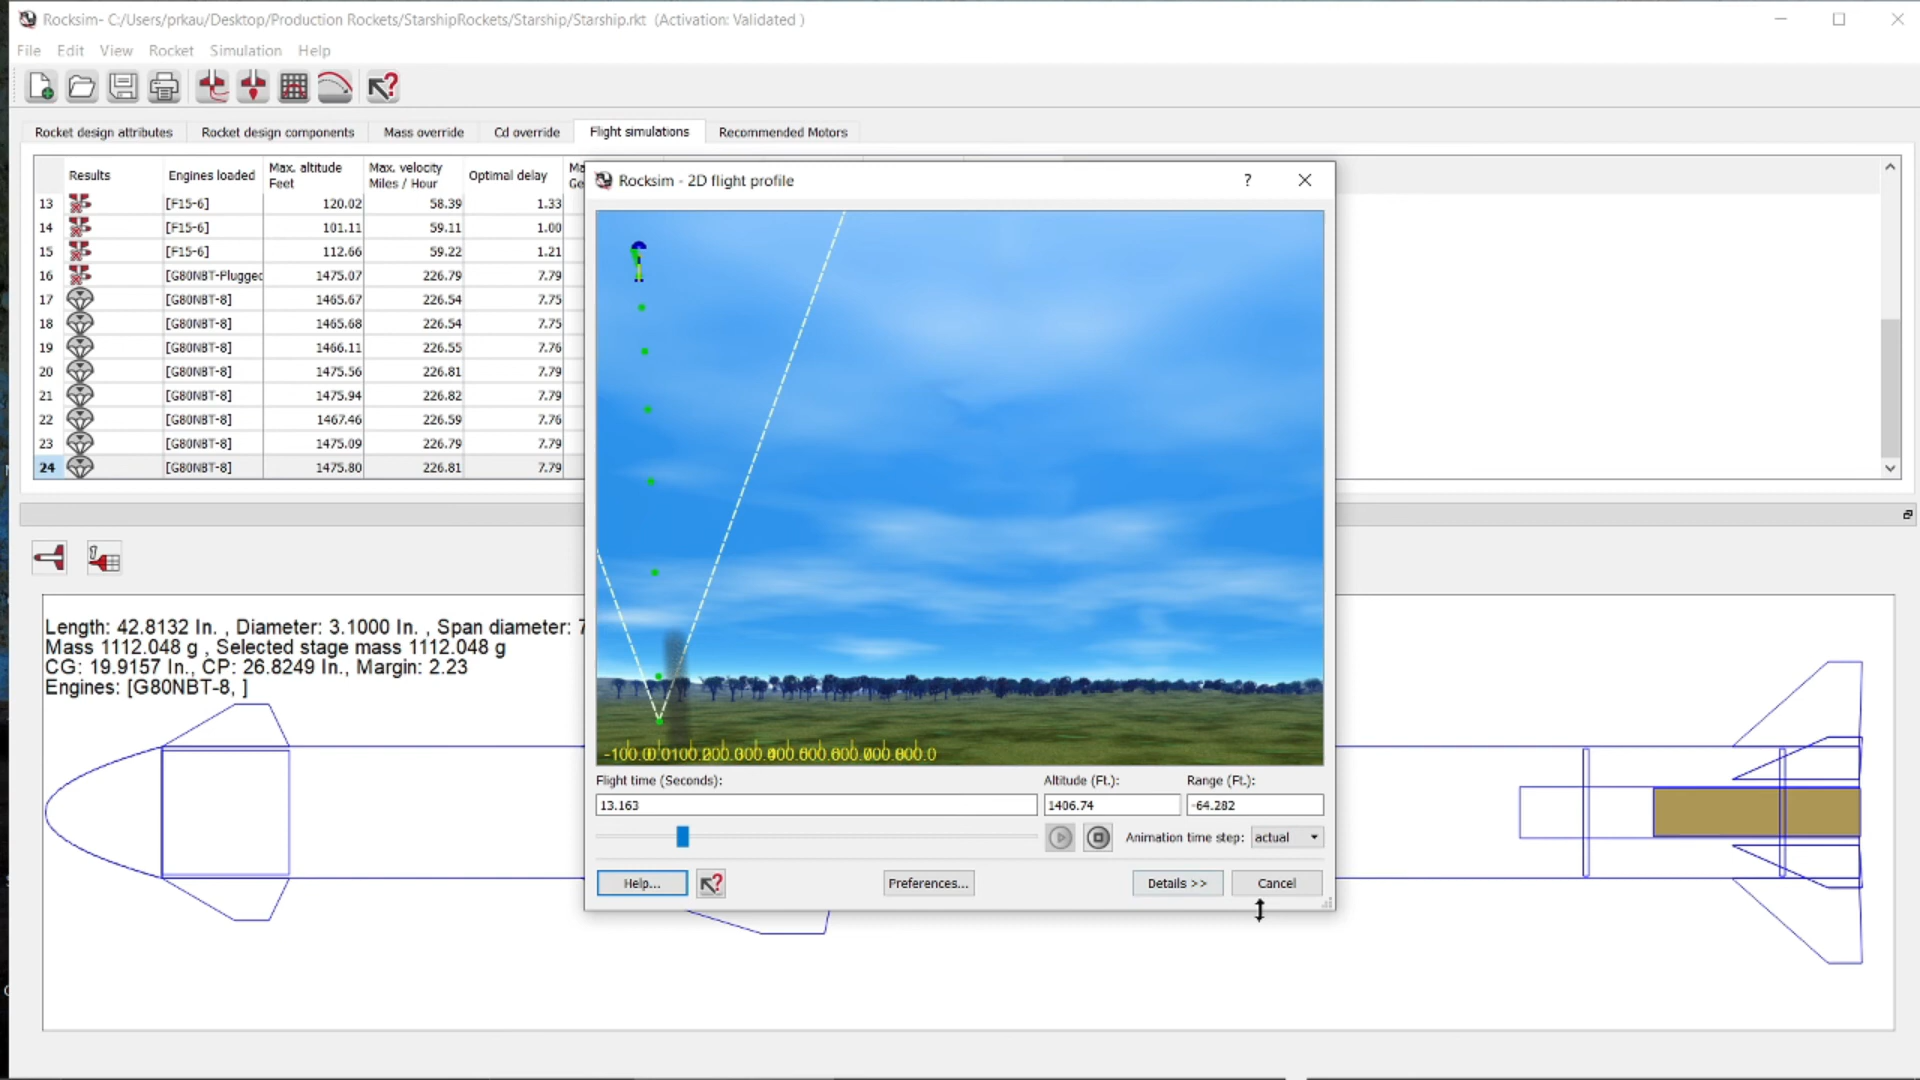 Rocksim- C:/Users/prkau/Desktop/Production Rockets/StarshipRockets/Starship/Starship.rkt (Activation: Validated )
File Edit View Rocket Simulation Help
Rocket design attributes Rocket design components Mass override Cd override Flight simulations Recommended Motors
Results Engines loaded Max. altitude Feet Max. velocity Miles / Hour Optimal delay
13 [F15-6] 120.02 58.39 1.33
14 [F15-6] 101.11 59.11 1.00
15 [F15-6] 112.66 59.22 1.21
16 [G80NBT-Plugged 1475.07 226.79 7.79
17 [G80NBT-8] 1465.67 226.54 7.75
18 [G80NBT-8] 1465.68 226.54 7.75
19 [G80NBT-8] 1466.11 226.55 7.76
20 [G80NBT-8] 1475.56 226.81 7.79
21 [G80NBT-8] 1475.94 226.82 7.79
22 [G80NBT-8] 1467.46 226.59 7.76
23 [G80NBT-8] 1475.09 226.79 7.79
24 [G80NBT-8] 1475.80 226.81 7.79
Length: 42.8132 In. , Diameter: 3.1000 In. , Span diameter: 7
Mass 1112.048 g , Selected stage mass 1112.048 g
CG: 19.9157 In., CP: 26.8249 In., Margin: 2.23
Engines: [G80NBT-8, ]
Rocksim - 2D flight profile ?
Flight time (Seconds): Altitude (Ft.): Range (Ft.):
13.163 1406.74 -64.282
Animation time step: actual
Help... Preferences... Details >> Cancel